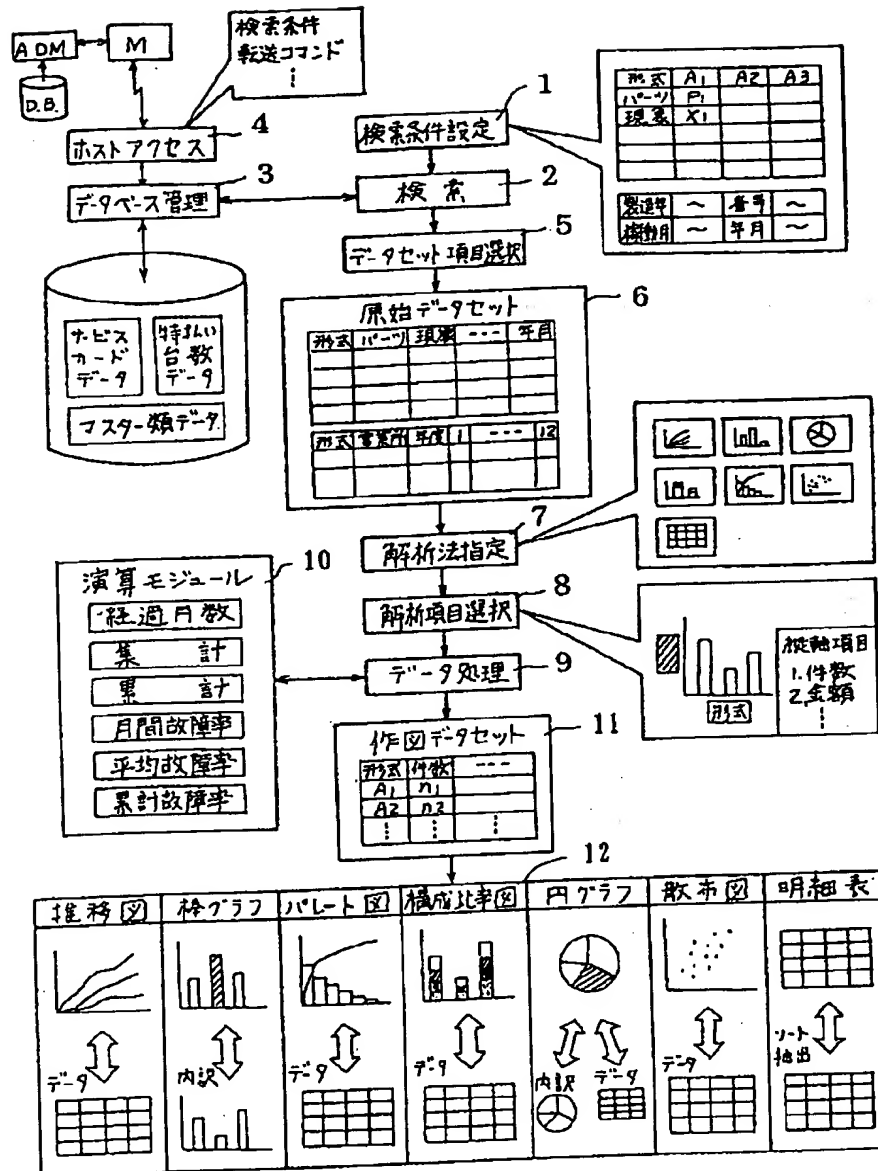 ADM
M
D.B.
検索条件
転送コマンド
4
ホストアクセス
3
データベース管理
サービス
カード
データ
特払い
台数
データ
マスター類データ
1
検索条件設定
2
検索
5
データセット項目選択
形式 A1 A2 A3
パーツ P1
現象 X1
製造年 ～ 番号 ～
稼動月 ～ 年月 ～
6
原始データセット
形式 パーツ 現象 --- 年月
形式 営業所 年度 1 --- 12
7
解析法指定
8
解析項目選択
9
データ処理
縦軸項目
1.件数
2.金額
形式
10
演算モジュール
経過月数
集計
累計
月間故障率
平均故障率
累計故障率
11
作図データセット
形式 件数 ---
A1 n1
A2 n2
12
推移図 棒グラフ パレート図 構成比率図 円グラフ 散布図 明細表
データ 内訳 データ データ 内訳 データ データ ソート
抽出